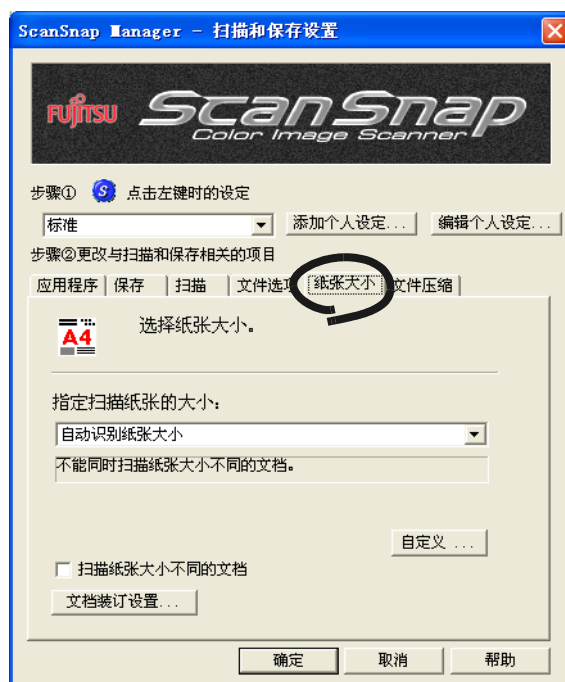 ScanSnap Manager - 扫描和保存设置
FUJITSU ScanSnap
Color Image Scanner
步骤① S 点击左键时的设定
标准 添加个人设定... 编辑个人设定...
步骤②更改与扫描和保存相关的项目
应用程序 保存 扫描 文件选项 纸张大小 文件压缩
A4 选择纸张大小。
指定扫描纸张的大小：
自动识别纸张大小
不能同时扫描纸张大小不同的文档。
自定义 ...
扫描纸张大小不同的文档
文档装订设置...
确定 取消 帮助